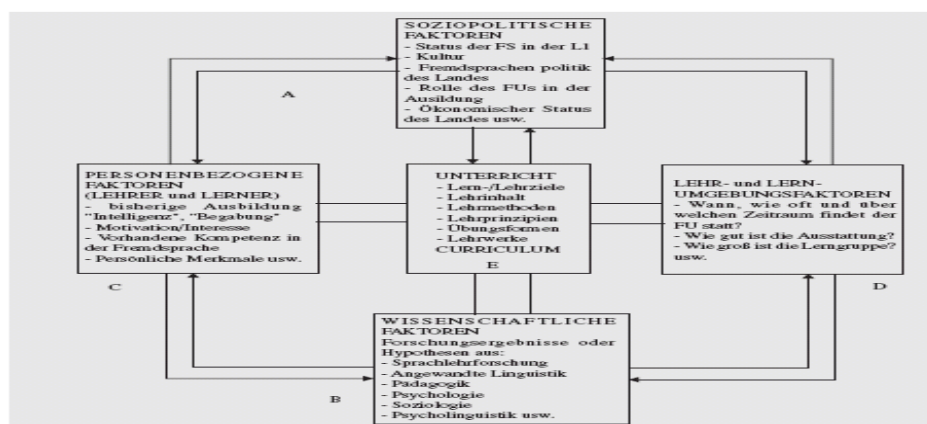 SOZIOPOLITISCHE
FAKTOREN
- Status der FS in der L1
- Kultur
- Fremdsprachen politik
des Landes
- Rolle des FUs in der
Ausildung
- Ökonomischer Status
des Landes usw.
A
PERSONENBEZOGENE
FAKTOREN
(LEHRER und LERNER)
- bisherige Ausbildung
"Intelligenz", "Begabung"
- Motivation/Interesse
- Vorhandene Kompetenz in
der Fremdsprache
- Persönliche Merkmale usw.
C
UNTERRICHT
- Lern-/Lehrziele
- Lehrinhalt
- Lehrmethoden
- Lehrprinzipien
- Übungsformen
- Lehrwerke
CURRICULUM
E
LEHR- und LERN-
UMGEBUNGSFAKTOREN
- Wann, wie oft und über
welchen Zeitraum findet der
FU statt?
- Wie gut ist die Ausstattung?
- Wie groß ist die Lerngruppe?
usw.
D
WISSENSCHAFTLICHE
FAKTOREN
Forschungsergebnisse oder
Hypothesen aus:
- Sprachlehrforschung
- Angewandte Linguistik
- Pädagogik
- Psychologie
- Soziologie
- Psycholinguistik usw.
B